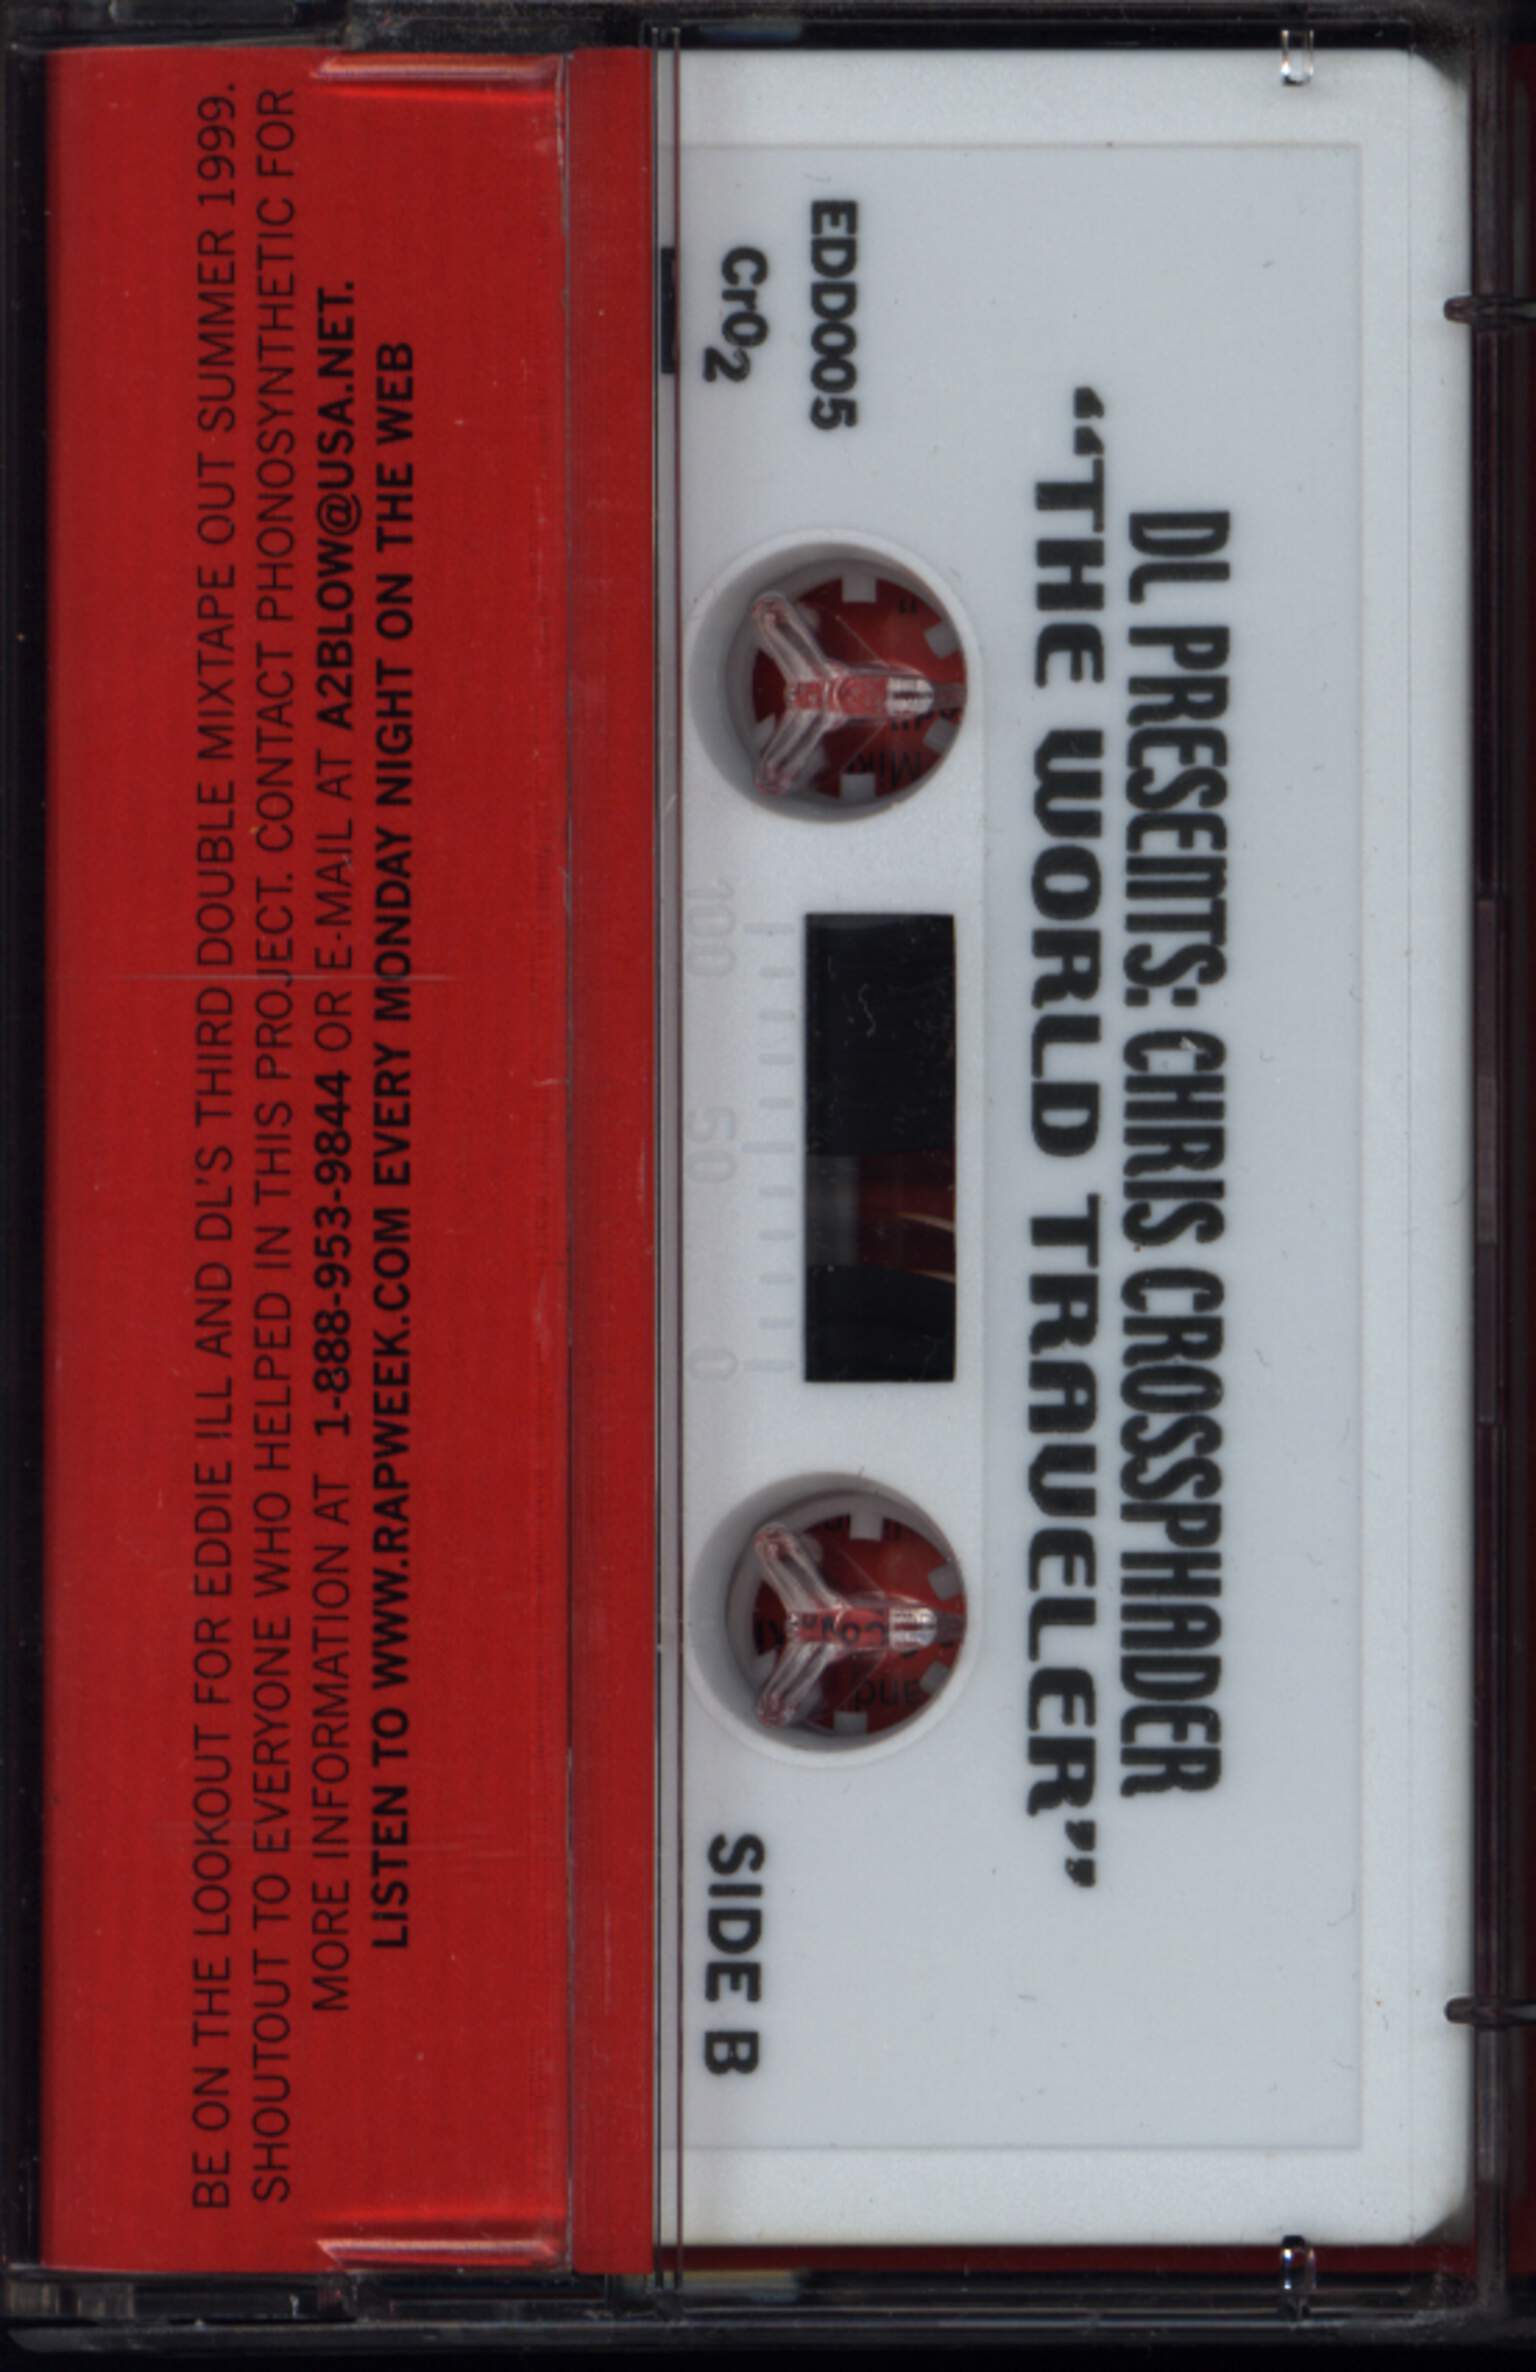 BE ON THE LOOKOUT FOR EDDIE ILL AND DL'S THIRD DOUBLE MIXTAPE OUT SUMMER 1999.
SHOUTOUT TO EVERYONE WHO HELPED IN THIS PROJECT. CONTACT PHONOSYNTHETIC FOR
MORE INFORMATION AT 1-888-953-9844 OR E-MAIL AT A2BLOW@USA.NET.
LiSTEN TO WWW.RAPWEEK.COM EVERY MONDAY NIGHT ON THE WEB
DL PRESENTS: CHRIS CROSSPHADER
“THE WORLD TRAVELER”
EDD005
CrO2
SIDE B
100 50 0